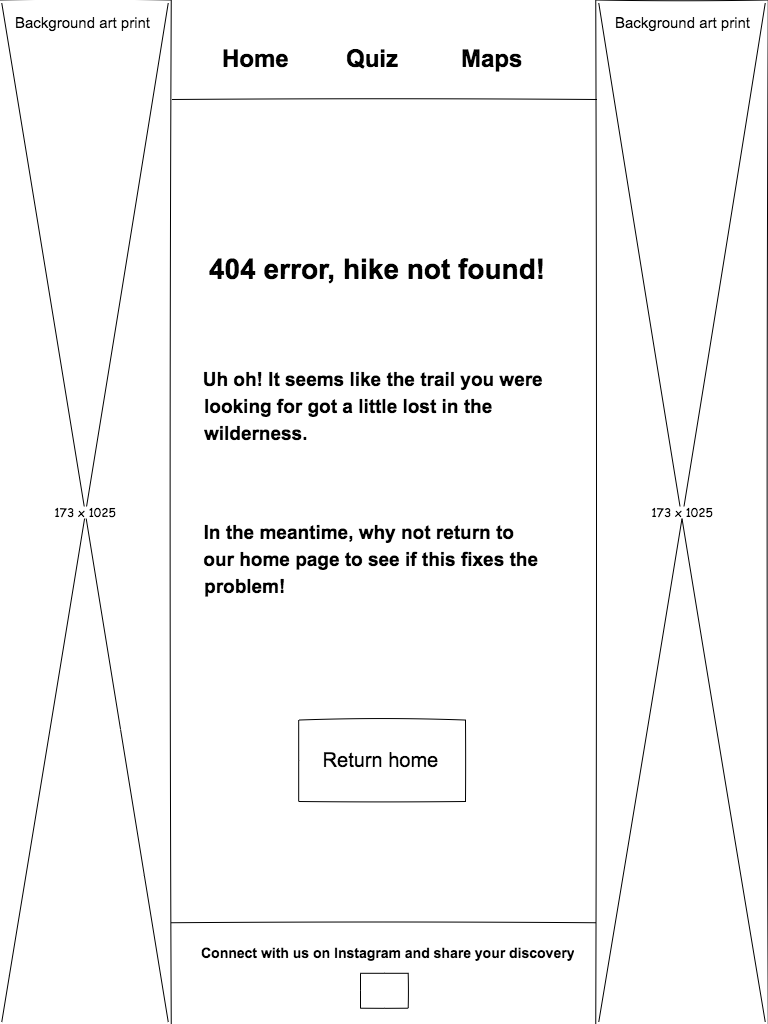 Background art print
Home Quiz Maps
Background art print
404 error, hike not found!
Uh oh! It seems like the trail you were
looking for got a little lost in the
wilderness.
173 x 1025
173 x 1025
In the meantime, why not return to
our home page to see if this fixes the
problem!
Return home
Connect with us on Instagram and share your discovery